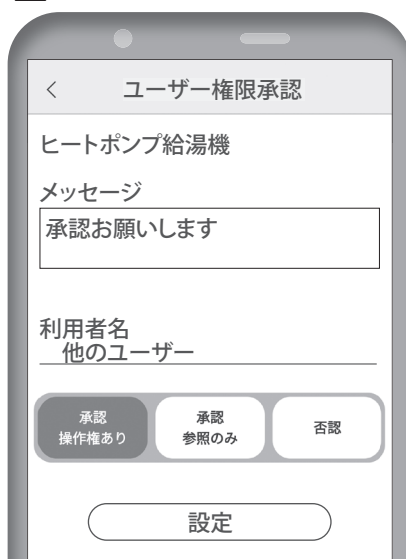 ユーザー権限承認
ヒートポンプ給湯機
メッセージ
承認お願いします
利用者名
他のユーザー
承認
操作権あり
承認
参照のみ
否認
設定